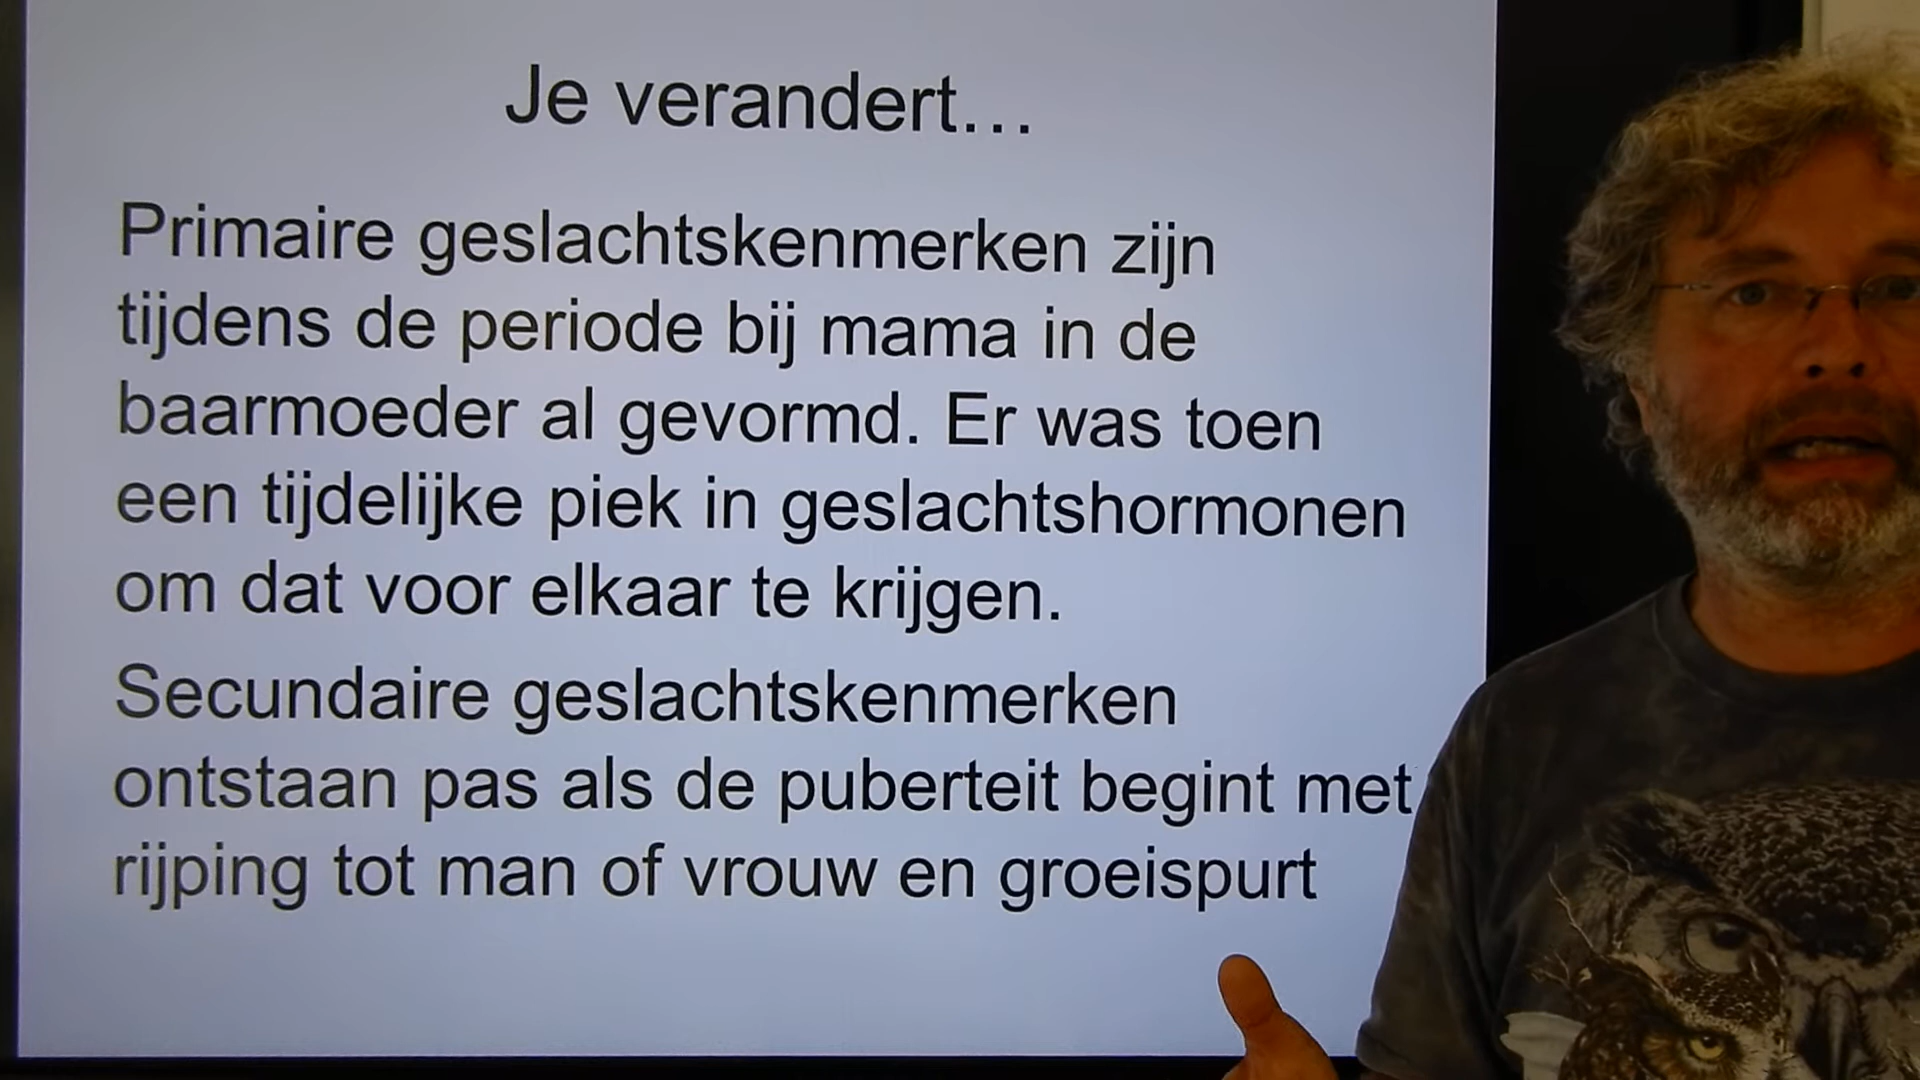 Je verandert...
Primaire geslachtskenmerken zijn
tijdens de periode bij mama in de
baarmoeder al gevormd. Er was toen
een tijdelijke piek in geslachtshormonen
om dat voor elkaar te krijgen.
Secundaire geslachtskenmerken
ontstaan pas als de puberteit begint met
rijping tot man of vrouw en groeispurt